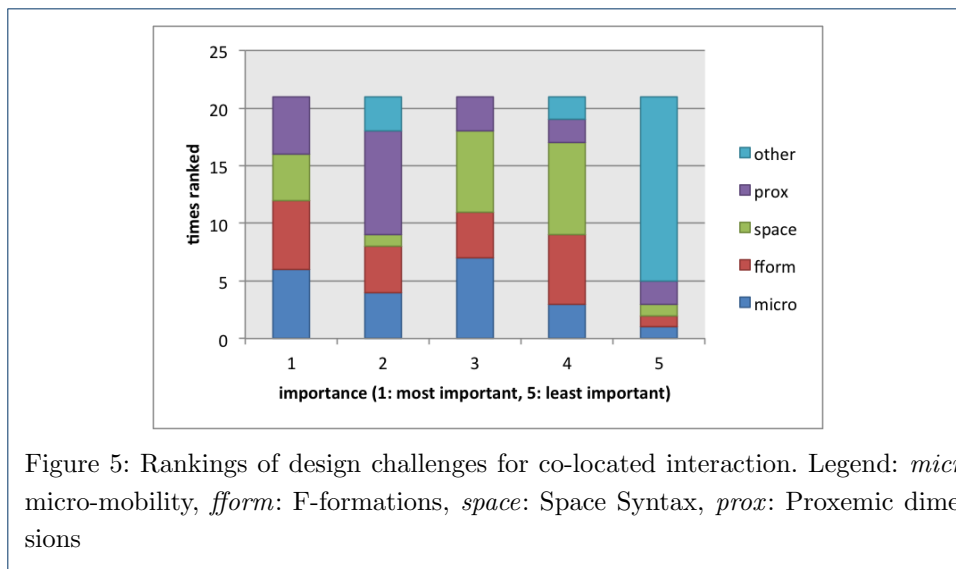 25
20
15
10
5
0
times ranked
1 2 3 4 5
importance (1: most important, 5: least important)
other
prox
space
fform
micro
Figure 5: Rankings of design challenges for co-located interaction. Legend:
micro-mobility, fform: F-formations, space: Space Syntax, prox: Proxemic
sions